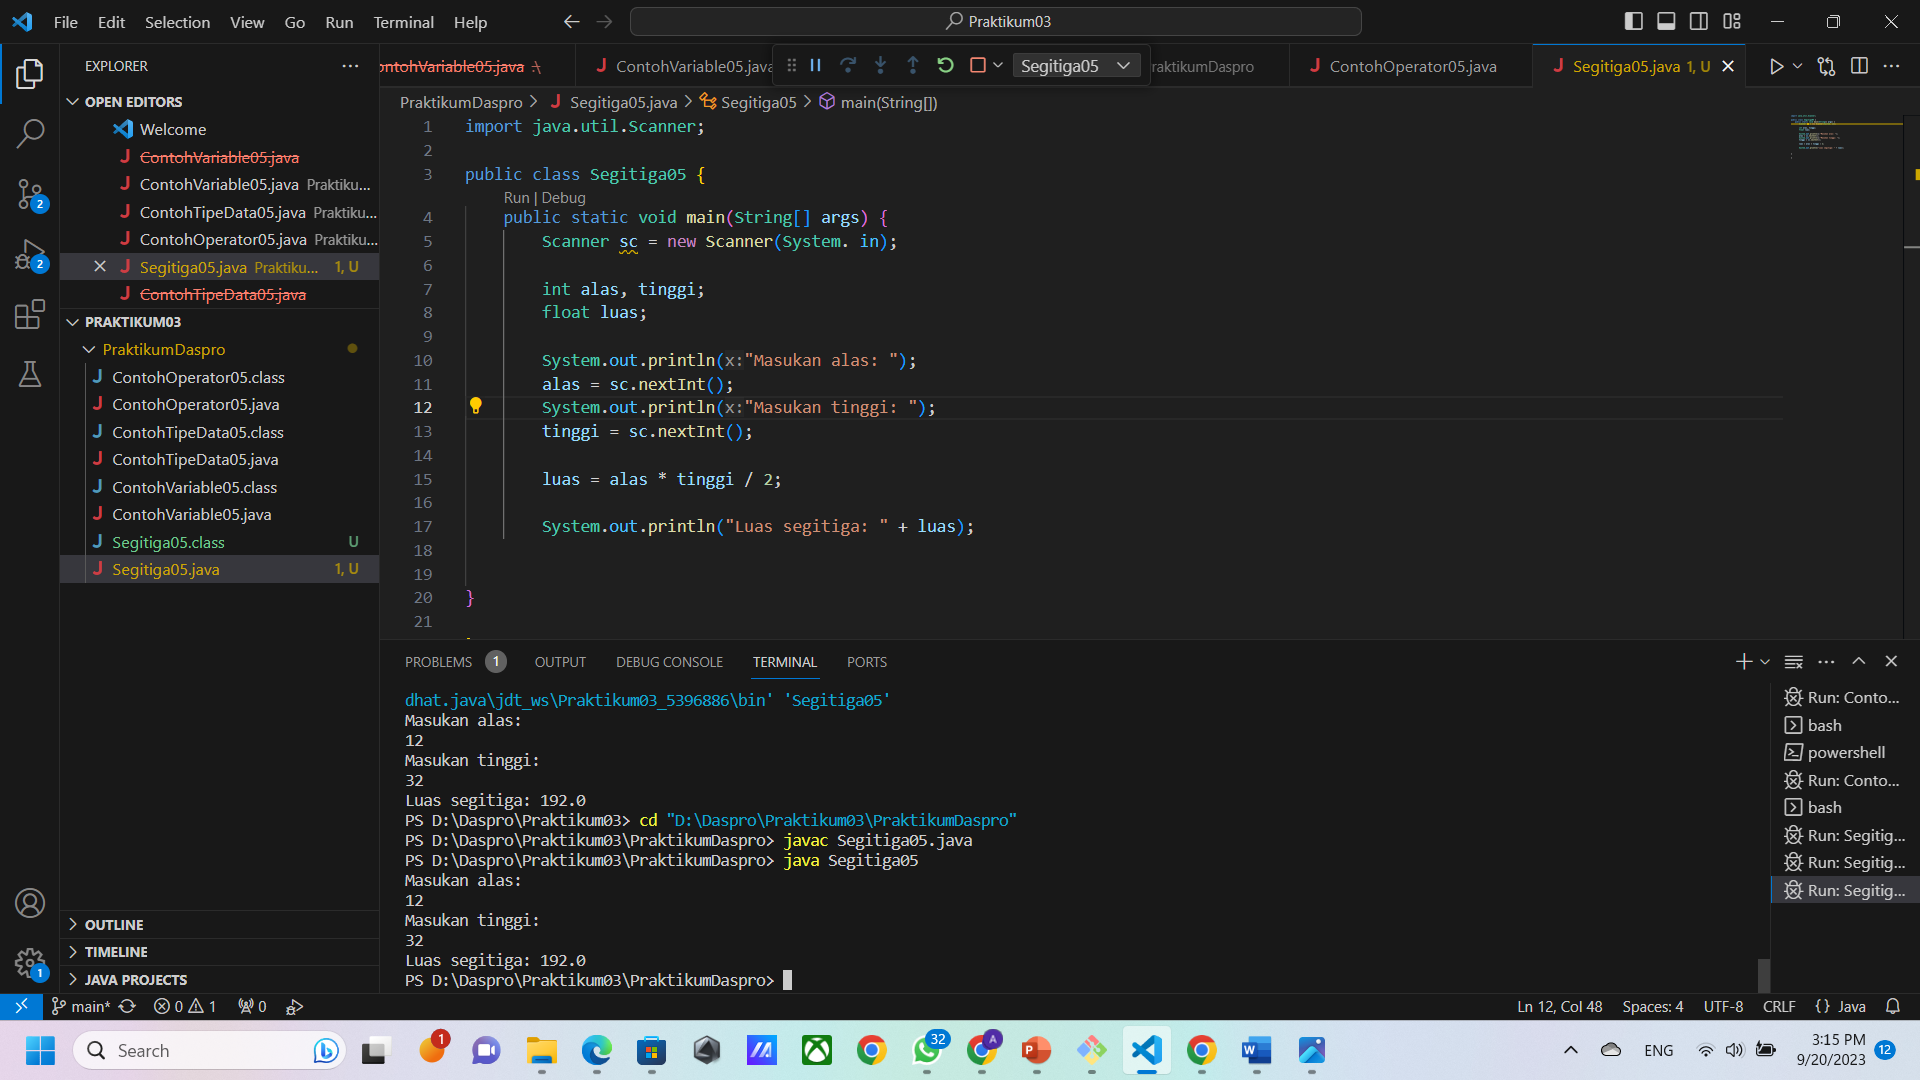 File Edit Selection View Go Run Terminal Help
Praktikum03
EXPLORER
OPEN EDITORS
Welcome
ContohVariable05.java
ContohVariable05.java Praktiku...
ContohTipeData05.java Praktiku...
ContohOperator05.java Praktiku...
Segitiga05.java Praktiku... 1, U
ContohTipeData05.java
PRAKTIKUM03
PraktikumDaspro
ContohOperator05.class
ContohOperator05.java
ContohTipeData05.class
ContohTipeData05.java
ContohVariable05.class
ContohVariable05.java
Segitiga05.class U
Segitiga05.java 1, U
OUTLINE
TIMELINE
JAVA PROJECTS
2
2
1
ontohVariable05.java .\
ContohVariable05.java
Segitiga05
raktikumDaspro
ContohOperator05.java
Segitiga05.java 1, U
PraktikumDaspro > Segitiga05.java > Segitiga05 > main(String[])
1 import java.util.Scanner;
2
3 public class Segitiga05 {
Run | Debug
4 public static void main(String[] args) {
5 Scanner sc = new Scanner(System. in);
6
7 int alas, tinggi;
8 float luas;
9
10 System.out.println(x:"Masukan alas: ");
11 alas = sc.nextInt();
12 System.out.println(x:"Masukan tinggi: ");
13 tinggi = sc.nextInt();
14
15 luas = alas * tinggi / 2;
16
17 System.out.println("Luas segitiga: " + luas);
18
19
20 }
21
PROBLEMS 1 OUTPUT DEBUG CONSOLE TERMINAL PORTS
dhat.java\jdt_ws\Praktikum03_5396886\bin' 'Segitiga05'
Masukan alas:
12
Masukan tinggi:
32
Luas segitiga: 192.0
PS D:\Daspro\Praktikum03> cd "D:\Daspro\Praktikum03\PraktikumDaspro"
PS D:\Daspro\Praktikum03\PraktikumDaspro> javac Segitiga05.java
PS D:\Daspro\Praktikum03\PraktikumDaspro> java Segitiga05
Masukan alas:
12
Masukan tinggi:
32
Luas segitiga: 192.0
PS D:\Daspro\Praktikum03\PraktikumDaspro>
Run: Conto...
bash
powershell
Run: Conto...
bash
Run: Segitig...
Run: Segitig...
Run: Segitig...
main* 0 1 0
Ln 12, Col 48 Spaces: 4 UTF-8 CRLF {} Java
Search
1
32
A
ENG
3:15 PM
9/20/2023
12